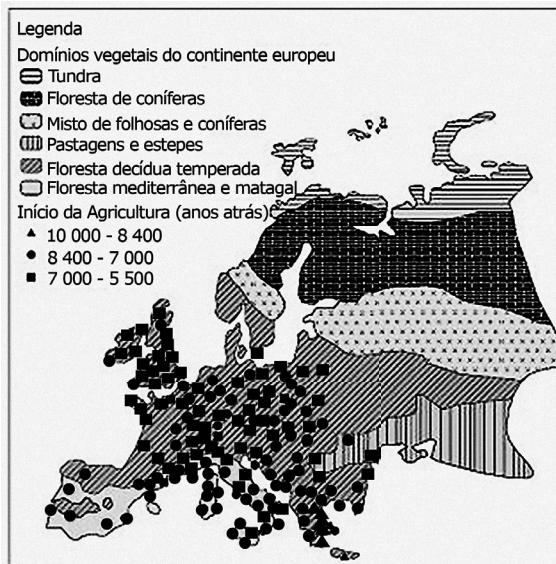 Legenda
Domínios vegetais do continente europeu
Tundra
Floresta de coníferas
Misto de folhosas e coníferas
Pastagens e estepes
Floresta decídua temperada
Floresta mediterrânea e matagal
Início da Agricultura (anos atrás)
10 000 - 8 400
8 400 - 7 000
7 000 - 5 500